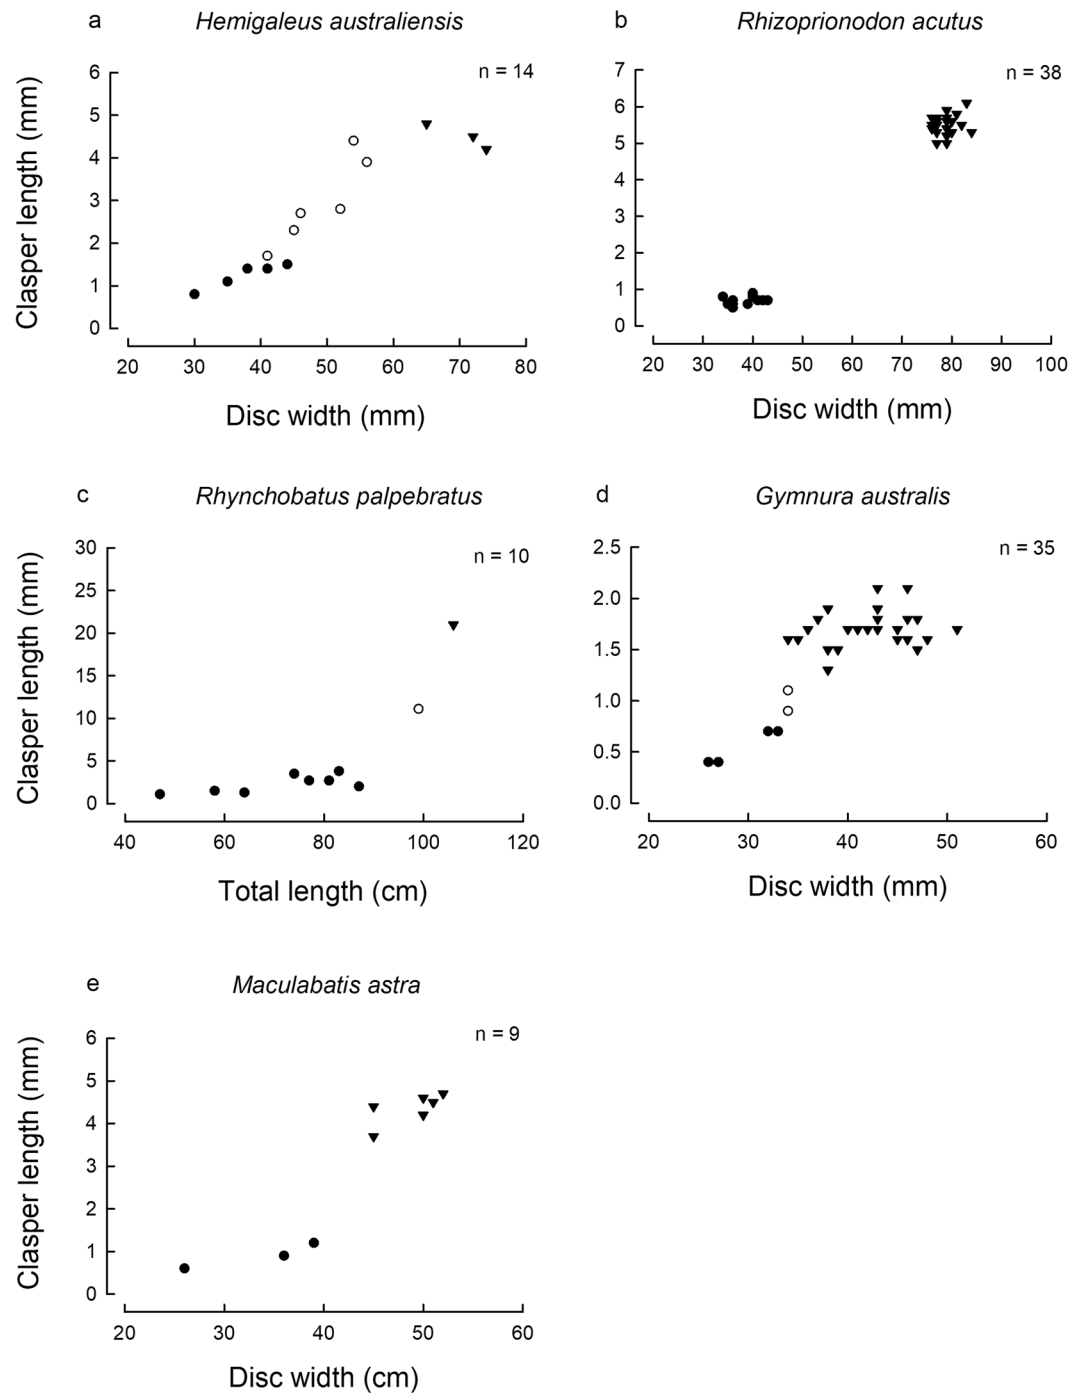 a
Hemigaleus australiensis
n = 14
Clasper length (mm)
6
5
4
3
2
1
0
20 30 40 50 60 70 80
Disc width (mm)
b
Rhizoprionodon acutus
n = 38
7
6
5
4
3
2
1
0
20 30 40 50 60 70 80 90 100
Disc width (mm)
c
Rhynchobatus palpebratus
n = 10
Clasper length (mm)
30
25
20
15
10
5
0
40 60 80 100 120
Total length (cm)
d
Gymnura australis
n = 35
2.5
2.0
1.5
1.0
0.5
0.0
20 30 40 50 60
Disc width (mm)
e
Maculabatis astra
n = 9
Clasper length (mm)
6
5
4
3
2
1
0
20 30 40 50 60
Disc width (cm)